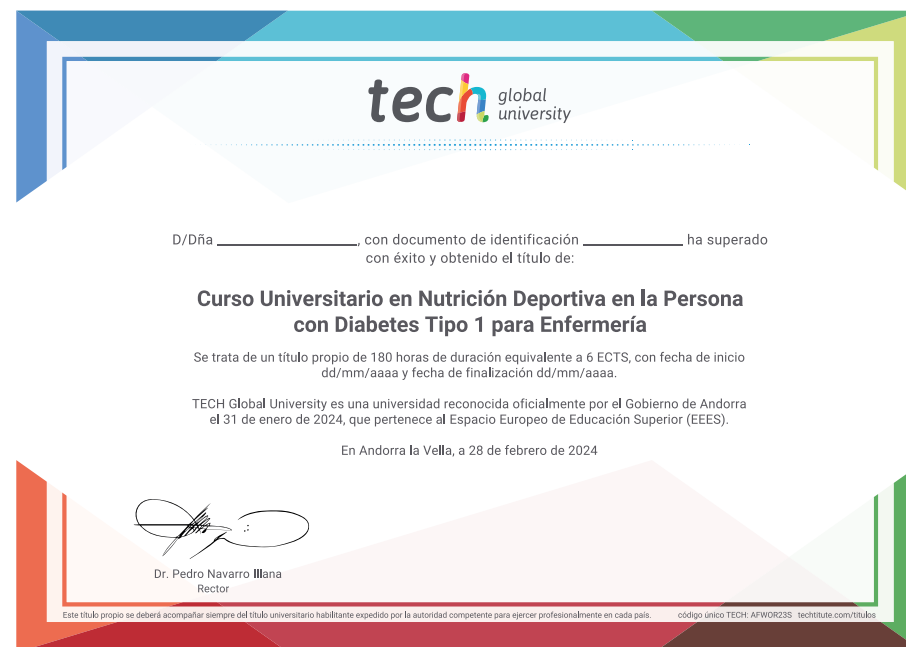 tech global university
D/Dña ____________________, con documento de identificación ______________ ha superado
con éxito y obtenido el título de:
Curso Universitario en Nutrición Deportiva en la Persona
con Diabetes Tipo 1 para Enfermería
Se trata de un título propio de 180 horas de duración equivalente a 6 ECTS, con fecha de inicio
dd/mm/aaaa y fecha de finalización dd/mm/aaaa.
TECH Global University es una universidad reconocida oficialmente por el Gobierno de Andorra
el 31 de enero de 2024, que pertenece al Espacio Europeo de Educación Superior (EEES).
En Andorra la Vella, a 28 de febrero de 2024
Dr. Pedro Navarro Illana
Rector
Este título propio se deberá acompañar siempre del título universitario habilitante expedido por la autoridad competente para ejercer profesionalmente en cada país. código único TECH: AFWOR23S techtitute.com/titulos